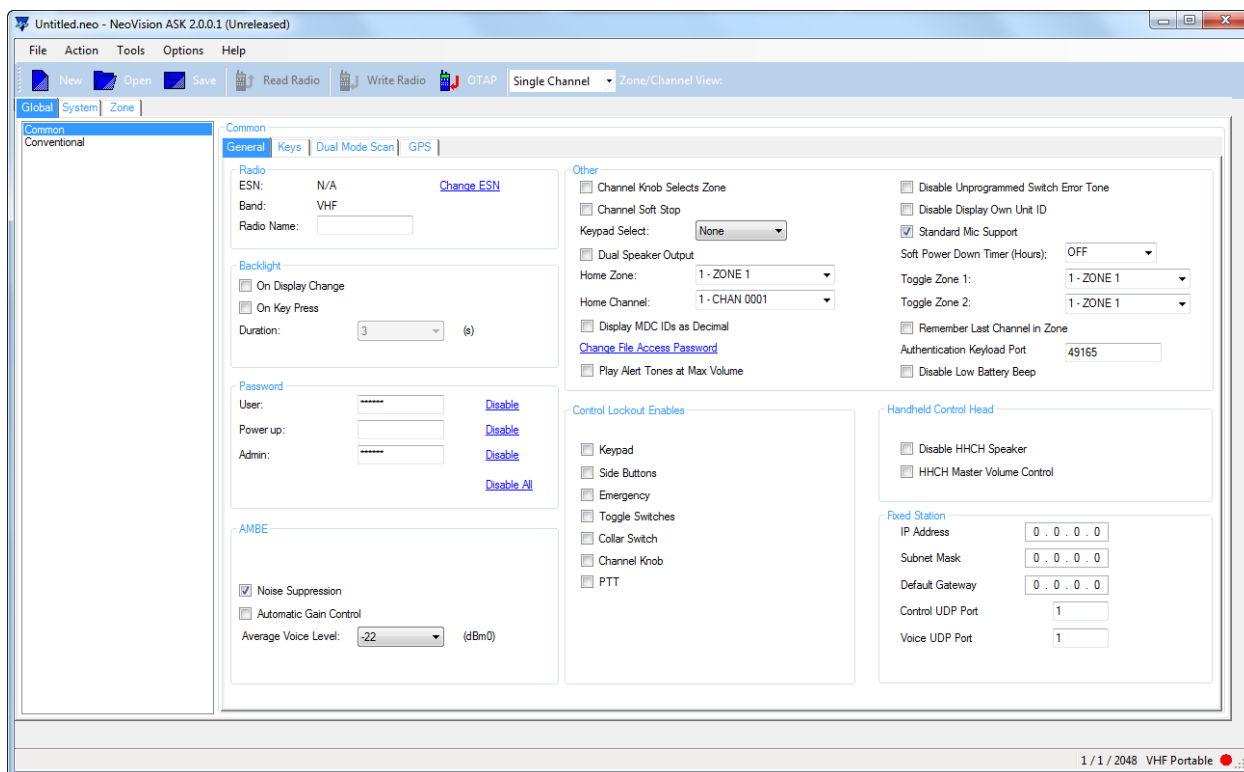 Untitled.neo - NeoVision ASK 2.0.0.1 (Unreleased)
File Action Tools Options Help
New Open Save Read Radio Write Radio OTAP Single Channel Zone/Channel View:
Global System Zone
Common
Conventional
Common
General Keys Dual Mode Scan GPS
Radio
ESN: N/A Change ESN
Band: VHF
Radio Name:
Backlight
On Display Change
On Key Press
Duration: 3 (s)
Password
User: ****** Disable
Power up: Disable
Admin: ****** Disable
Disable All
AMBE
Noise Suppression
Automatic Gain Control
Average Voice Level: -22 (dBm0)
Other
Channel Knob Selects Zone
Channel Soft Stop
Keypad Select: None
Dual Speaker Output
Home Zone: 1 - ZONE 1
Home Channel: 1 - CHAN 0001
Display MDC IDs as Decimal
Change File Access Password
Play Alert Tones at Max Volume
Disable Unprogrammed Switch Error Tone
Disable Display Own Unit ID
Standard Mic Support
Soft Power Down Timer (Hours): OFF
Toggle Zone 1: 1 - ZONE 1
Toggle Zone 2: 1 - ZONE 1
Remember Last Channel in Zone
Authentication Keyload Port 49165
Disable Low Battery Beep
Control Lockout Enables
Keypad
Side Buttons
Emergency
Toggle Switches
Collar Switch
Channel Knob
PTT
Handheld Control Head
Disable HHCH Speaker
HHCH Master Volume Control
Fixed Station
IP Address 0 . 0 . 0 . 0
Subnet Mask 0 . 0 . 0 . 0
Default Gateway 0 . 0 . 0 . 0
Control UDP Port 1
Voice UDP Port 1
1 / 1 / 2048 VHF Portable